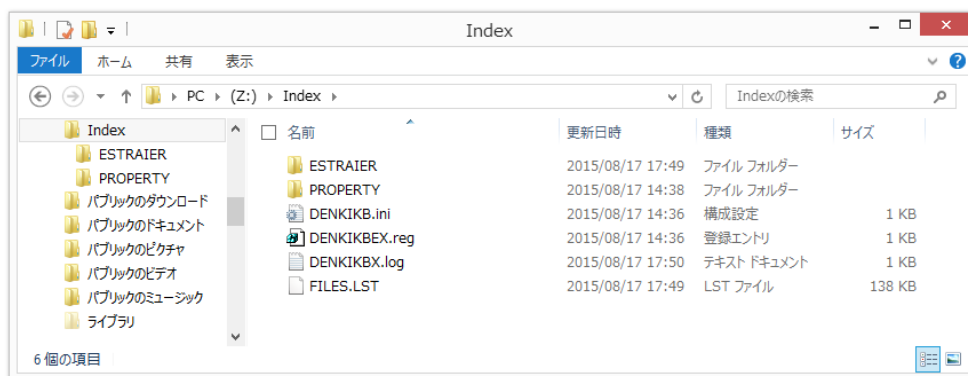 Index
ファイル ホーム 共有 表示
PC (Z:) Index Indexの検索
Index
ESTRAIER
PROPERTY
パブリックのダウンロード
パブリックのドキュメント
パブリックのピクチャ
パブリックのビデオ
パブリックのミュージック
ライブラリ
名前 更新日時 種類 サイズ
ESTRAIER 2015/08/17 17:49 ファイル フォルダー
PROPERTY 2015/08/17 14:38 ファイル フォルダー
DENKIKB.ini 2015/08/17 14:36 構成設定 1 KB
DENKIKBEX.reg 2015/08/17 14:36 登録エントリ 1 KB
DENKIKBX.log 2015/08/17 17:50 テキスト ドキュメント 1 KB
FILES.LST 2015/08/17 17:49 LST ファイル 138 KB
6 個の項目